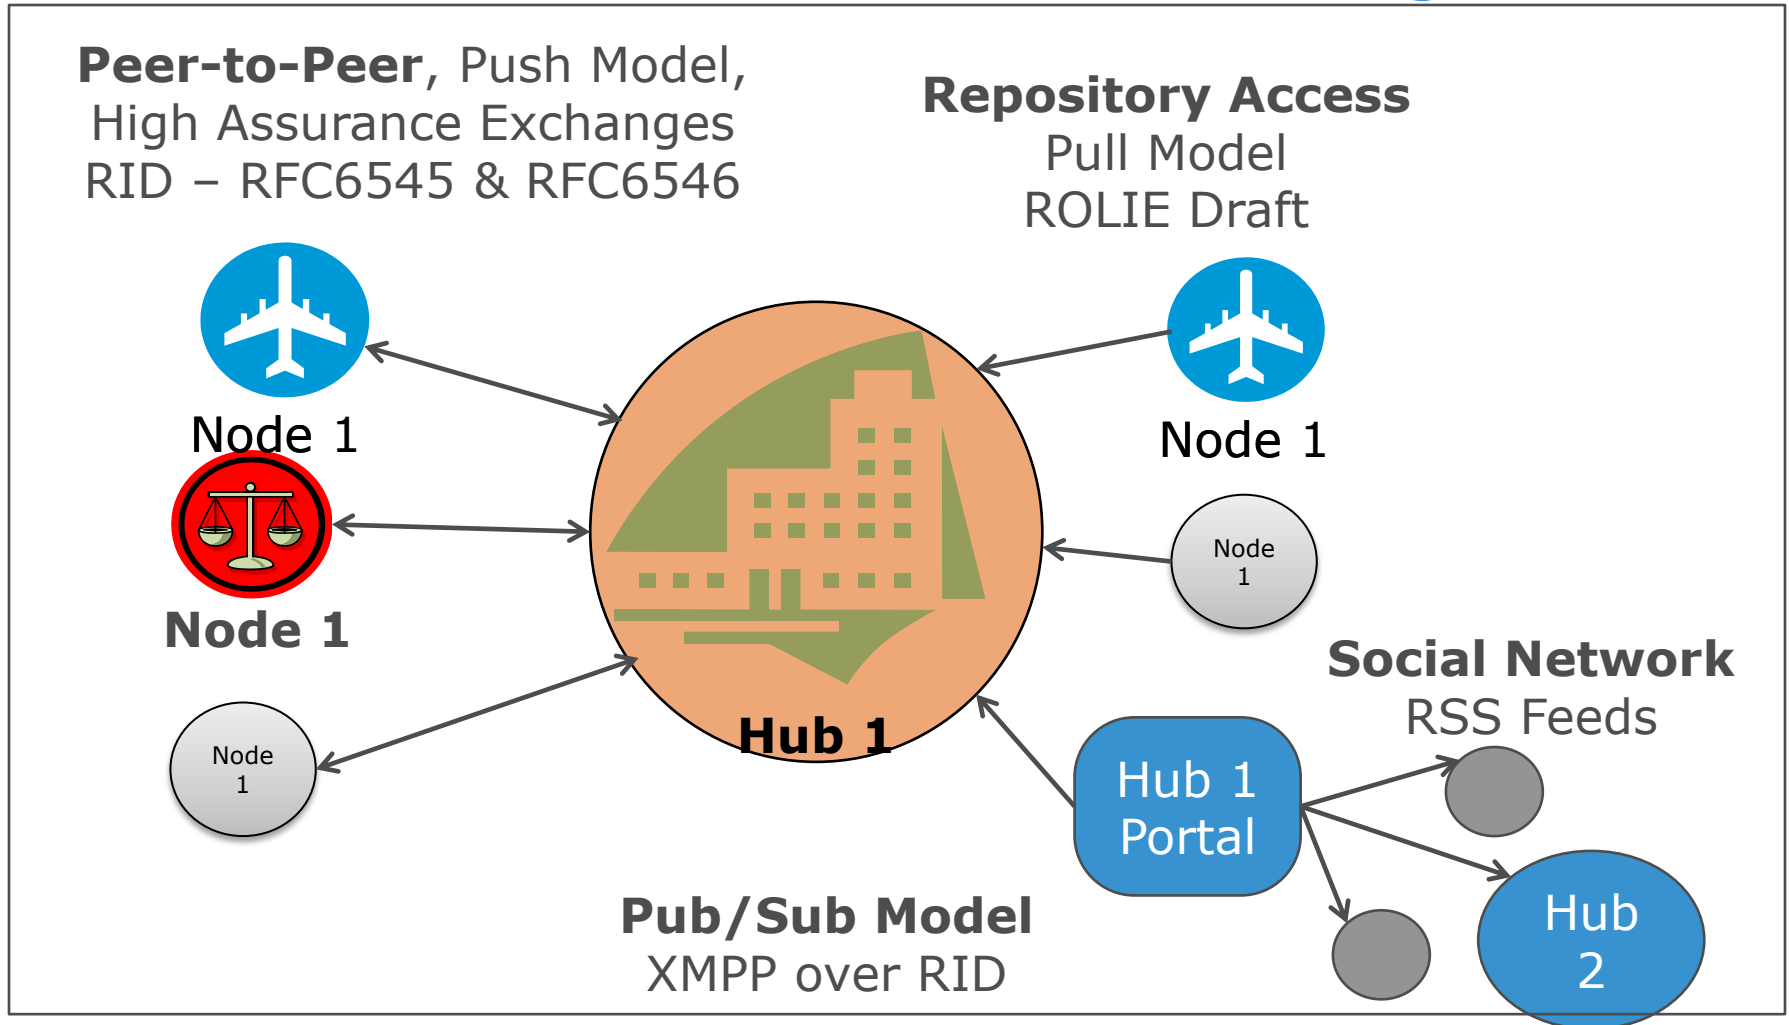 Peer-to-Peer, Push Model,
High Assurance Exchanges
RID – RFC6545 & RFC6546
Repository Access
Pull Model
ROLIE Draft
Node 1
Node 1
Node 1
Node
1
Node
1
Hub 1
Social Network
RSS Feeds
Hub 1
Portal
Hub
2
Pub/Sub Model
XMPP over RID